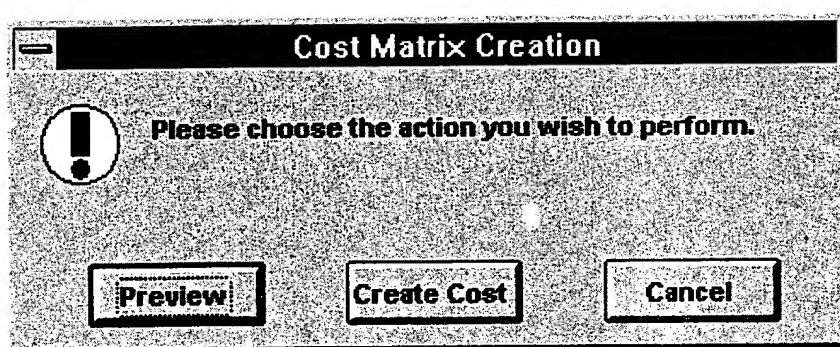 Cost Matrix Creation
Please choose the action you wish to perform.
Preview
Create Cost
Cancel